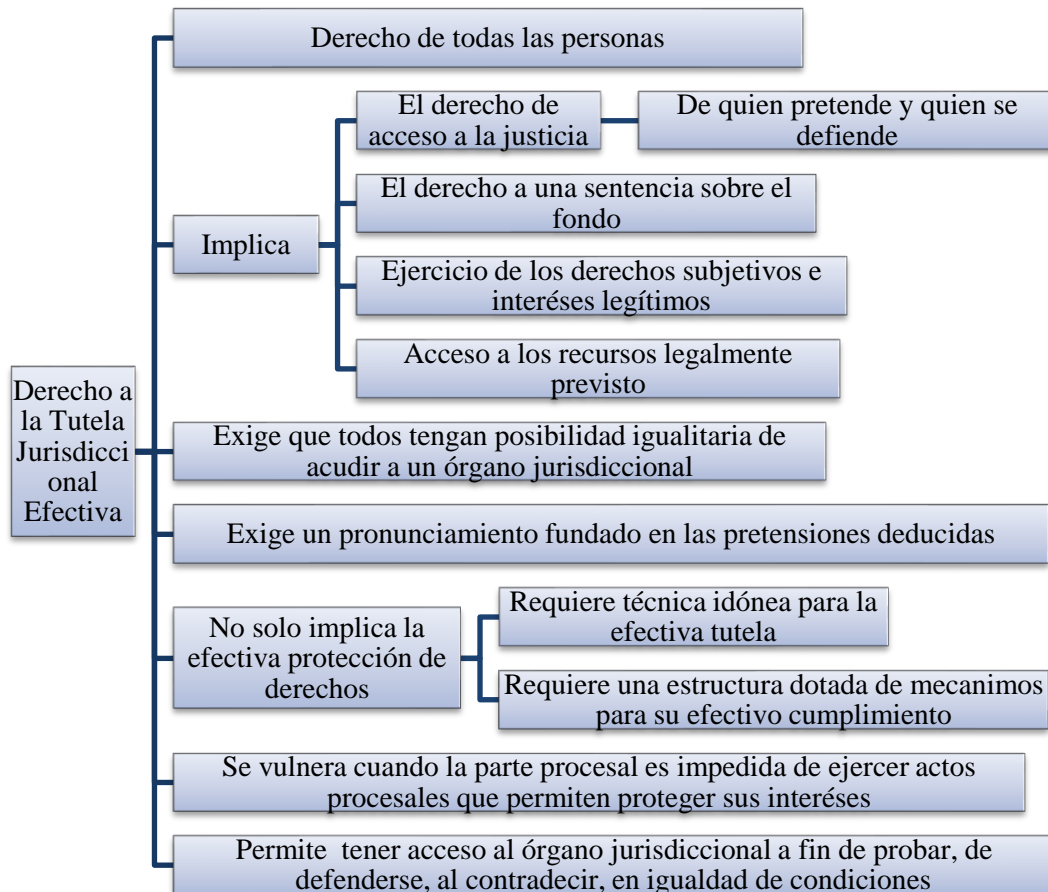 Derecho a
la Tutela
Jurisdicci
onal
Efectiva
Derecho de todas las personas
Implica
El derecho de
acceso a la justicia
De quien pretende y quien se
defiende
El derecho a una sentencia sobre el
fondo
Ejercicio de los derechos subjetivos e
interéses legítimos
Acceso a los recursos legalmente
previsto
Exige que todos tengan posibilidad igualitaria de
acudir a un órgano jurisdiccional
Exige un pronunciamiento fundado en las pretensiones deducidas
No solo implica la
efectiva protección de
derechos
Requiere técnica idónea para la
efectiva tutela
Requiere una estructura dotada de mecanimos
para su efectivo cumplimiento
Se vulnera cuando la parte procesal es impedida de ejercer actos
procesales que permiten proteger sus interéses
Permite tener acceso al órgano jurisdiccional a fin de probar, de
defenderse, al contradecir, en igualdad de condiciones